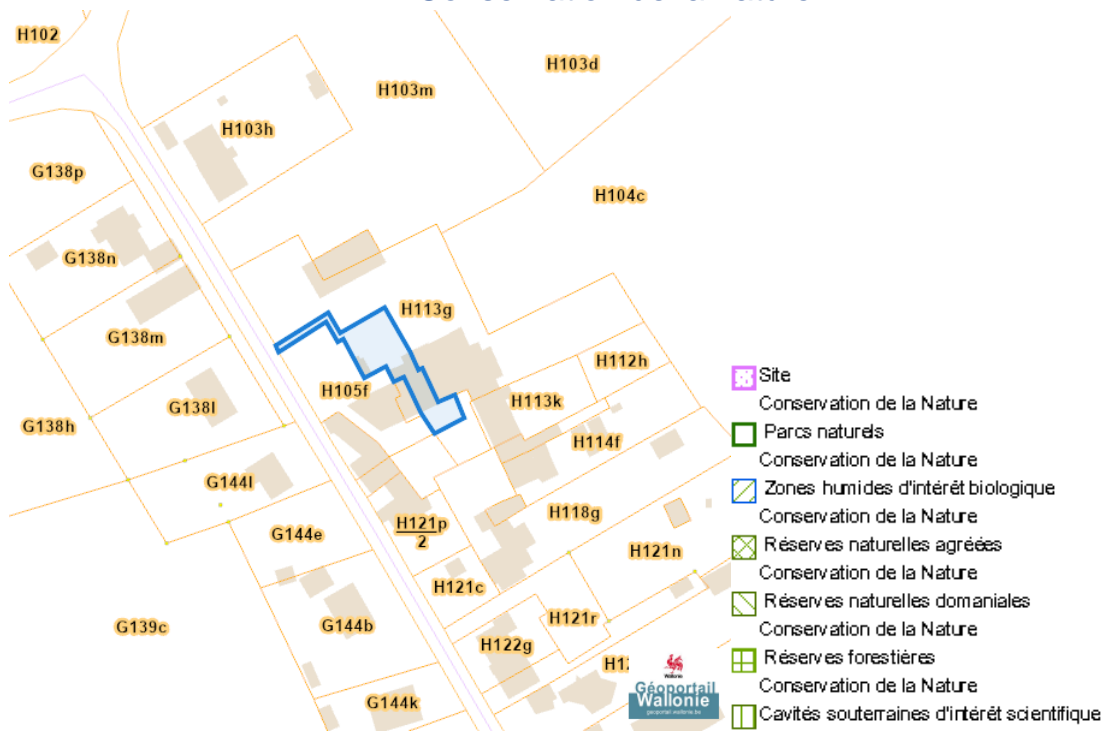 H102
H103d
H103m
H103h
G138p
H104c
G138n
H113g
G138m
H112h
H105f
H113k
G138l
G138h
H114f
G144l
H118g
H121p
2
G144e
H121n
H121c
H121r
G139c
G144b
H122g
G144k
Wallonie
Géoportail
Wallonie
geoportail.wallonie.be
Site
Conservation de la Nature
Parcs naturels
Conservation de la Nature
Zones humides d'intérêt biologique
Conservation de la Nature
Réserves naturelles agréées
Conservation de la Nature
Réserves naturelles domaniales
Conservation de la Nature
Réserves forestières
Conservation de la Nature
Cavités souterraines d'intérêt scientifique